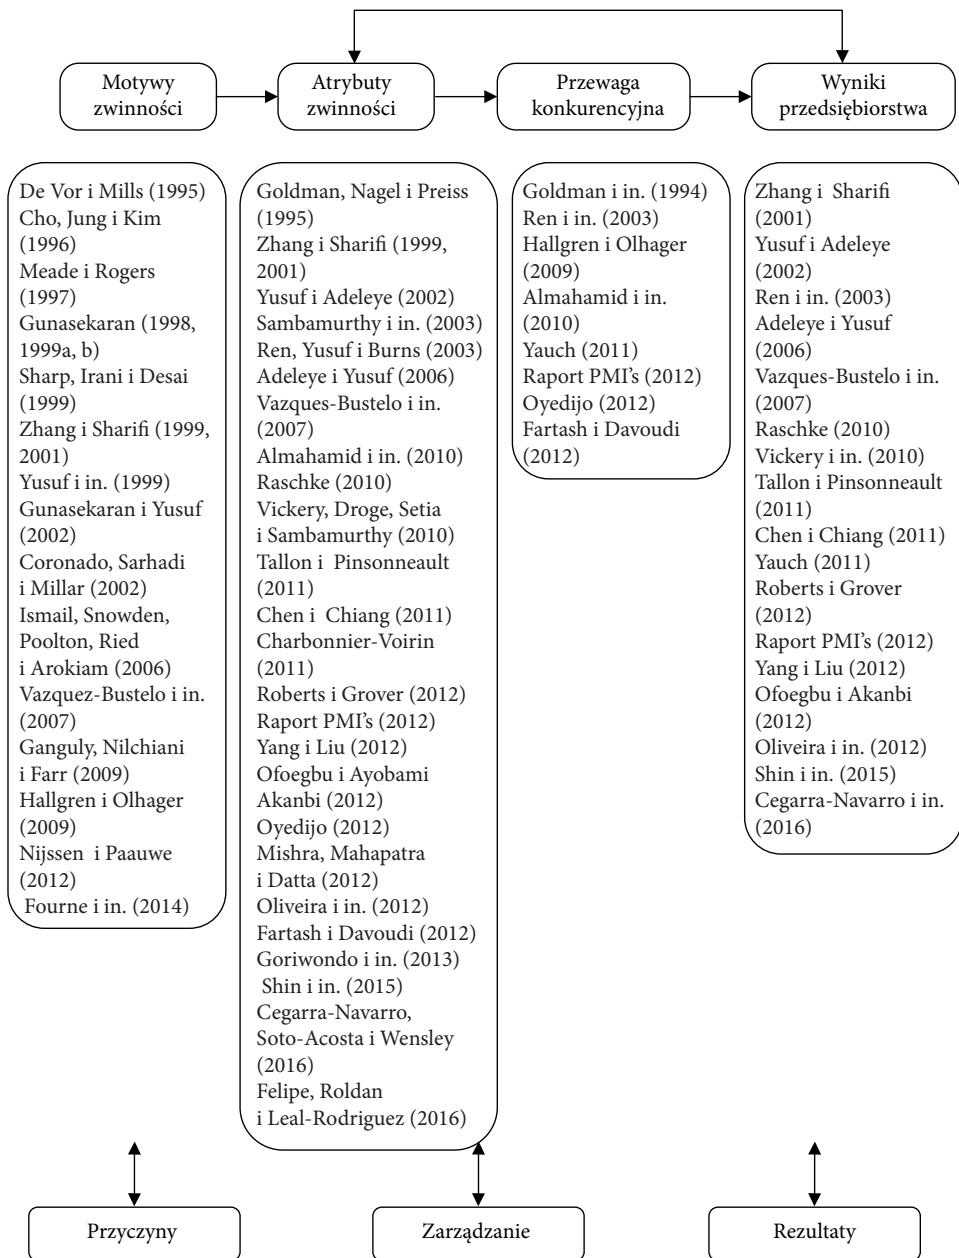 Motywy
zwinności
Atrybuty
zwinności
Przewaga
konkurencyjna
Wyniki
przedsiębiorstwa
De Vor i Mills (1995)
Cho, Jung i Kim
(1996)
Meade i Rogers
(1997)
Gunasekaran (1998,
1999a, b)
Sharp, Irani i Desai
(1999)
Zhang i Sharifi (1999,
2001)
Yusuf i in. (1999)
Gunasekaran i Yusuf
(2002)
Coronado, Sarhadi
i Millar (2002)
Ismail, Snowden,
Poolton, Ried
i Arokiam (2006)
Vazquez-Bustelo i in.
(2007)
Ganguly, Nilchiani
i Farr (2009)
Hallgren i Olhager
(2009)
Nijssen i Paauwe
(2012)
Fourne i in. (2014)
Goldman, Nagel i Preiss
(1995)
Zhang i Sharifi (1999,
2001)
Yusuf i Adeleye (2002)
Sambamurthy i in. (2003)
Ren, Yusuf i Burns (2003)
Adeleye i Yusuf (2006)
Vazques-Bustelo i in.
(2007)
Almahamid i in. (2010)
Raschke (2010)
Vickery, Droge, Setia
i Sambamurthy (2010)
Tallon i Pinsonneault
(2011)
Chen i Chiang (2011)
Charbonnier-Voirin
(2011)
Roberts i Grover (2012)
Raport PMI's (2012)
Yang i Liu (2012)
Ofoegbu i Ayobami
Akanbi (2012)
Oyedijo (2012)
Mishra, Mahapatra
i Datta (2012)
Oliveira i in. (2012)
Fartash i Davoudi (2012)
Goriwondo i in. (2013)
Shin i in. (2015)
Cegarra-Navarro,
Soto-Acosta i Wensley
(2016)
Felipe, Roldan
i Leal-Rodriguez (2016)
Goldman i in. (1994)
Ren i in. (2003)
Hallgren i Olhager
(2009)
Almahamid i in.
(2010)
Yauch (2011)
Raport PMI's (2012)
Oyedijo (2012)
Fartash i Davoudi
(2012)
Zhang i Sharifi
(2001)
Yusuf i Adeleye
(2002)
Ren i in. (2003)
Adeleye i Yusuf
(2006)
Vazques-Bustelo i in.
(2007)
Raschke (2010)
Vickery i in. (2010)
Tallon i Pinsonneault
(2011)
Chen i Chiang (2011)
Yauch (2011)
Roberts i Grover
(2012)
Raport PMI's (2012)
Yang i Liu (2012)
Ofoegbu i Akanbi
(2012)
Oliveira i in. (2012)
Shin i in. (2015)
Cegarra-Navarro i in.
(2016)
Przyczyny
Zarządzanie
Rezultaty